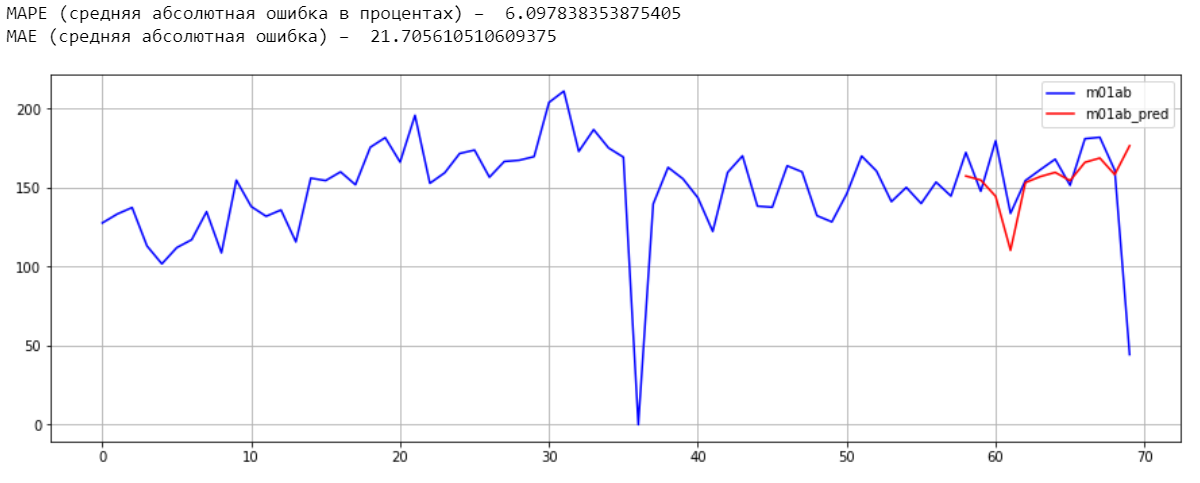 MAPE (средняя абсолютная ошибка в процентах) – 6.097838353875405
MAE (средняя абсолютная ошибка) – 21.705610510609375
m01ab
m01ab_pred
200
150
100
50
0
0 10 20 30 40 50 60 70